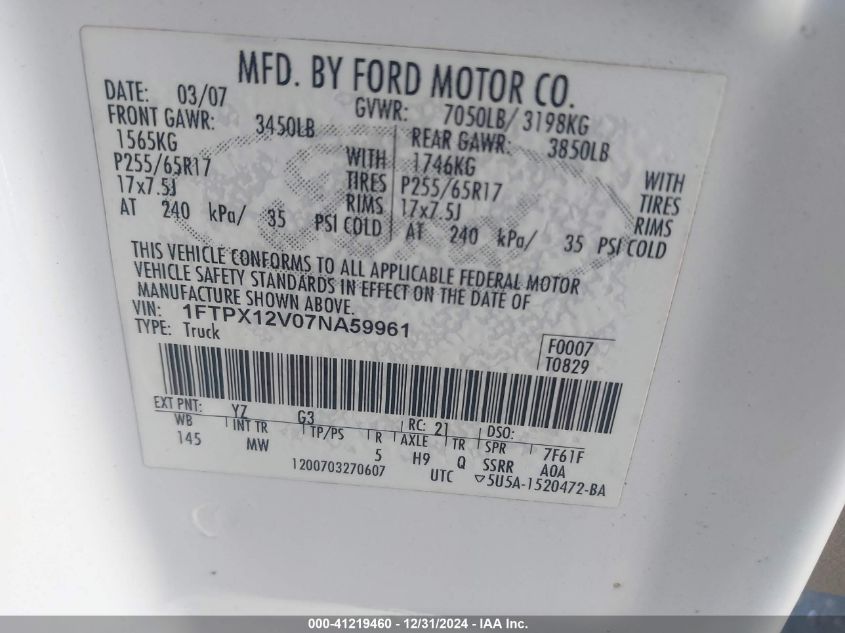 MFD. BY FORD MOTOR CO.
DATE: 03/07 GVWR: 7050LB/ 3198KG
FRONT GAWR: 3450LB REAR GAWR: 3850LB
1565KG WITH 1746KG WITH
P255/65R17 TIRES P255/65R17 TIRES
17x7.5J RIMS 17x7.5J RIMS
AT 240 kPa/ 35 PSI COLD AT 240 kPa/ 35 PSI COLD
THIS VEHICLE CONFORMS TO ALL APPLICABLE FEDERAL MOTOR
VEHICLE SAFETY STANDARDS IN EFFECT ON THE DATE OF
MANUFACTURE SHOWN ABOVE.
VIN: 1FTPX12V07NA59961
TYPE: Truck
F0007
T0829
EXT PNT: YZ G3 RC: 21 DSO:
WB INT TR TP/PS R AXLE TR SPR 7F61F
145 MW 5 H9 Q SSRR A0A
1200703270607 UTC ▽5U5A-1520472-BA
000-41219460 - 12/31/2024 - IAA Inc.